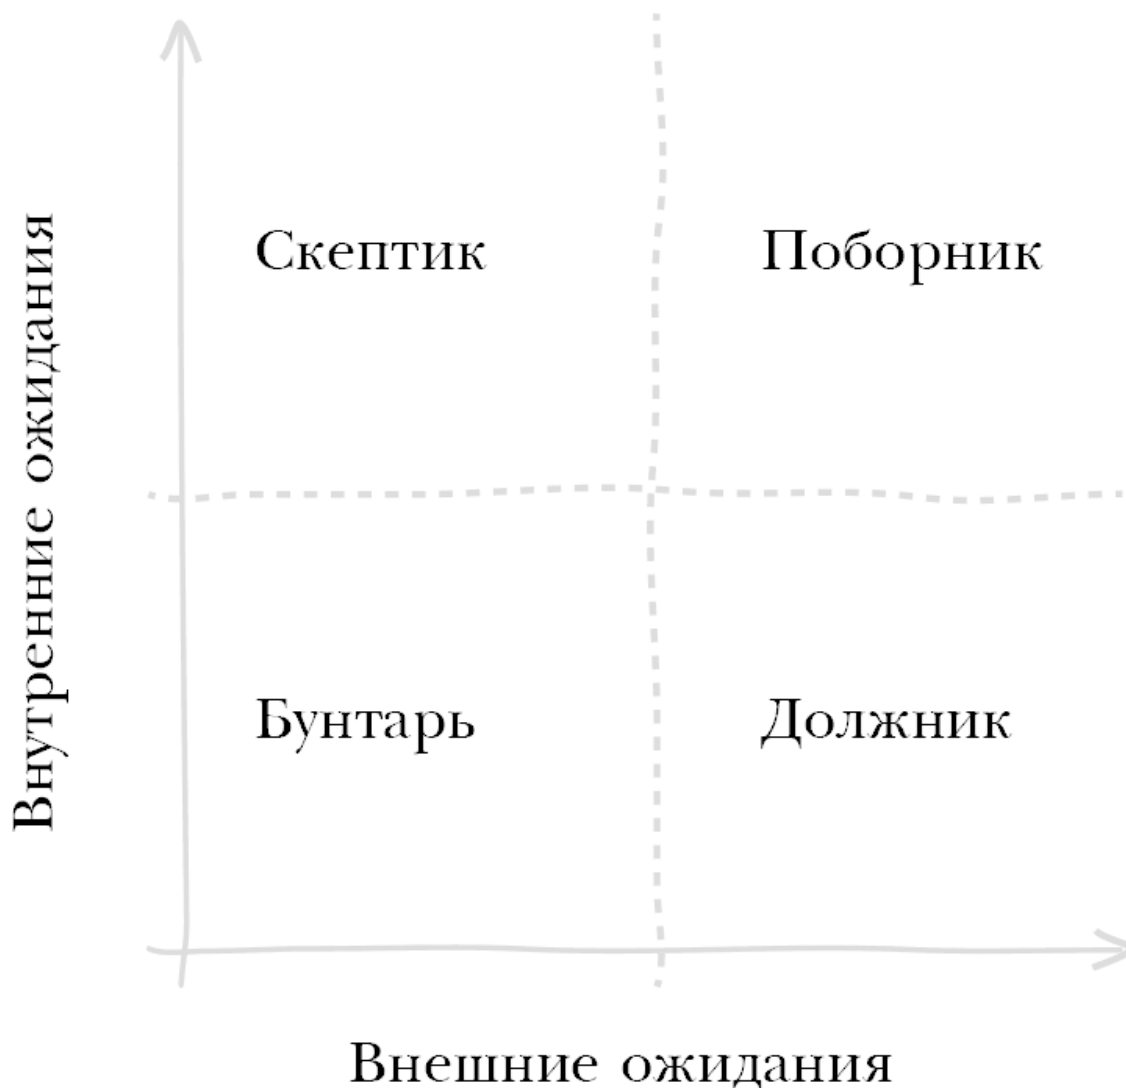 Внутренние ожидания
Скептик
Поборник
Бунтарь
Должник
Внешние ожидания